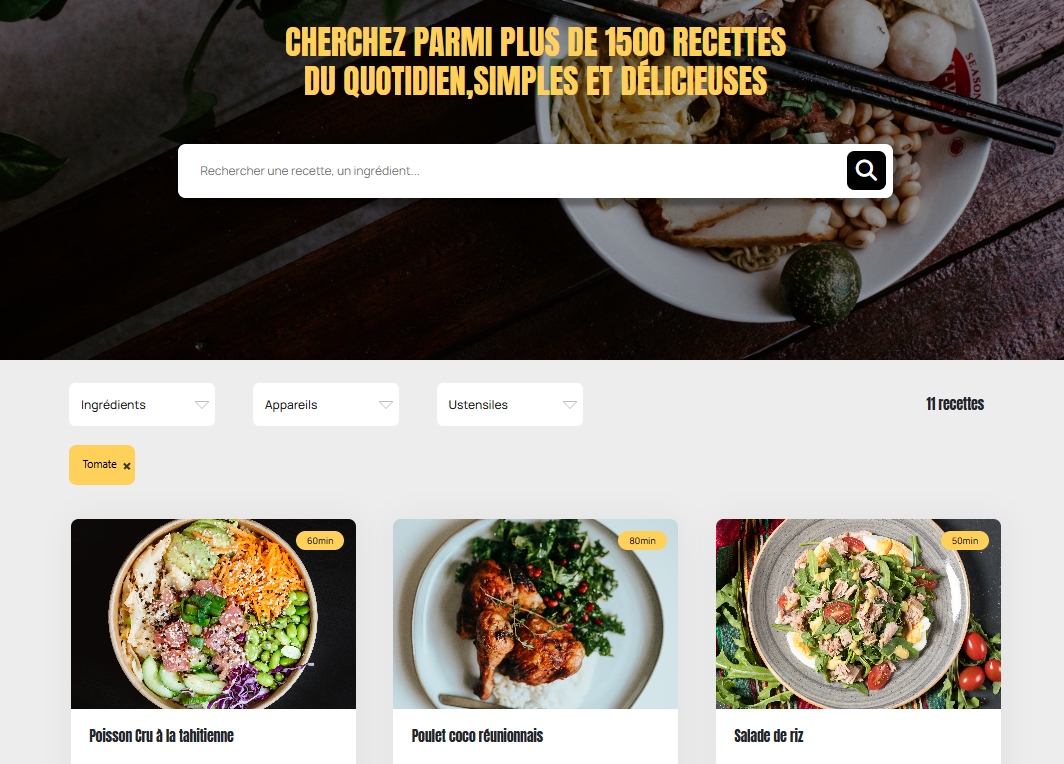 CHERCHEZ PARMI PLUS DE 1500 RECETTES
DU QUOTIDIEN,SIMPLES ET DÉLICIEUSES
Rechercher une recette, un ingrédient...
Ingrédients
Appareils
Ustensiles
11 recettes
Tomate ×
60min
80min
50min
Poisson Cru à la tahitienne
Poulet coco réunionnais
Salade de riz